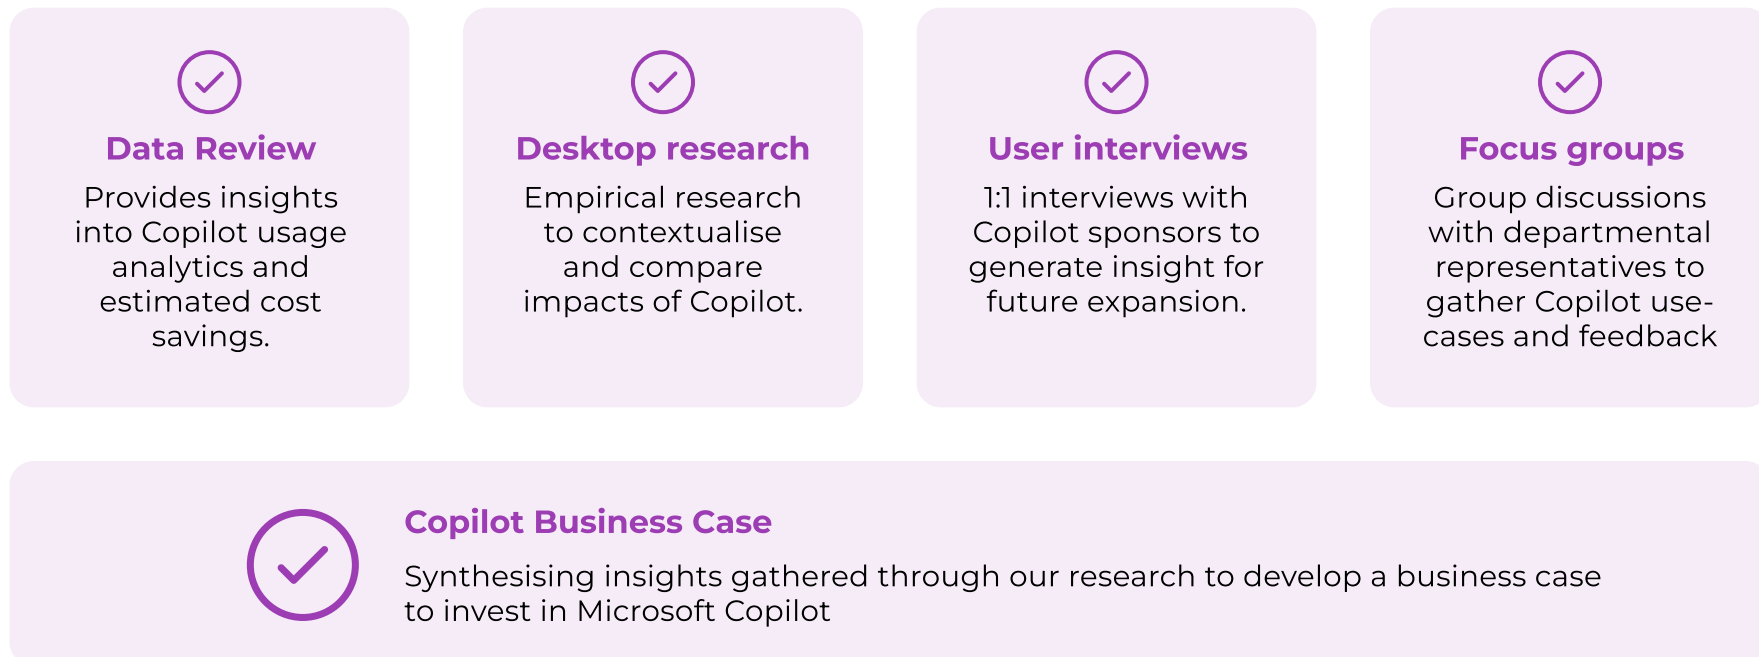 Data Review
Provides insights
into Copilot usage
analytics and
estimated cost
savings.
Desktop research
Empirical research
to contextualise
and compare
impacts of Copilot.
User interviews
1:1 interviews with
Copilot sponsors to
generate insight for
future expansion.
Focus groups
Group discussions
with departmental
representatives to
gather Copilot use-
cases and feedback
Copilot Business Case
Synthesising insights gathered through our research to develop a business case
to invest in Microsoft Copilot